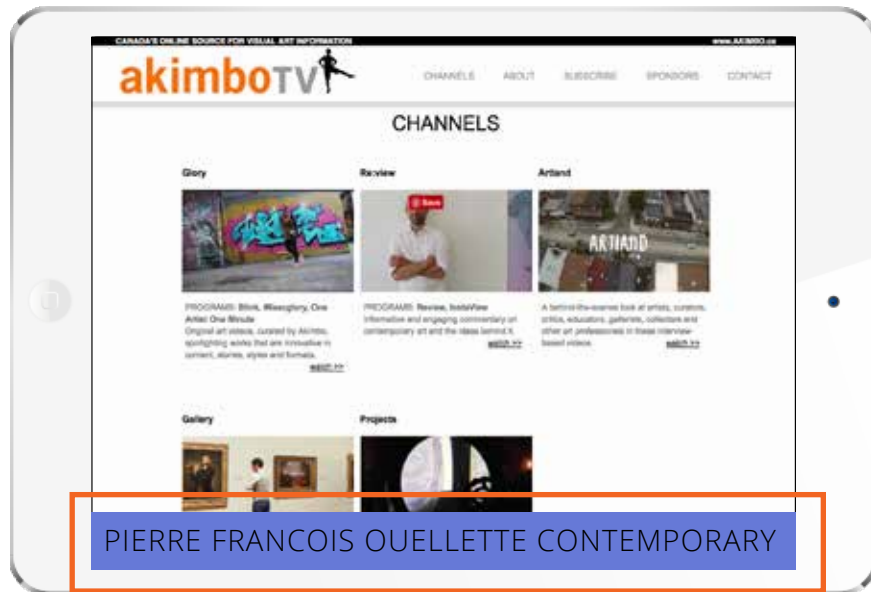 CANADA'S ONLINE SOURCE FOR VISUAL ART INFORMATION
www.AKIMBO.ca
akimboTV
CHANNELS ABOUT SUBSCRIBE SPONSORS CONTACT
CHANNELS
Glory
PROGRAMS: Blink, #Keepglory, One
Artist One Minute
Original art videos, curated by Akimbo,
spotlighting works that are innovative in
content, stories, styles and formats.
watch >>
Re:view
Save
PROGRAMS: Review, InstaView
Informative and engaging commentary on
contemporary art and the ideas behind it.
watch >>
Artland
ARTLAND
A behind-the-scenes look at artists, curators,
critics, educators, gallerists, collectors and
other art professionals in these interview-
based videos.
watch >>
Gallery
Projects
PIERRE FRANCOIS OUELLETTE CONTEMPORARY